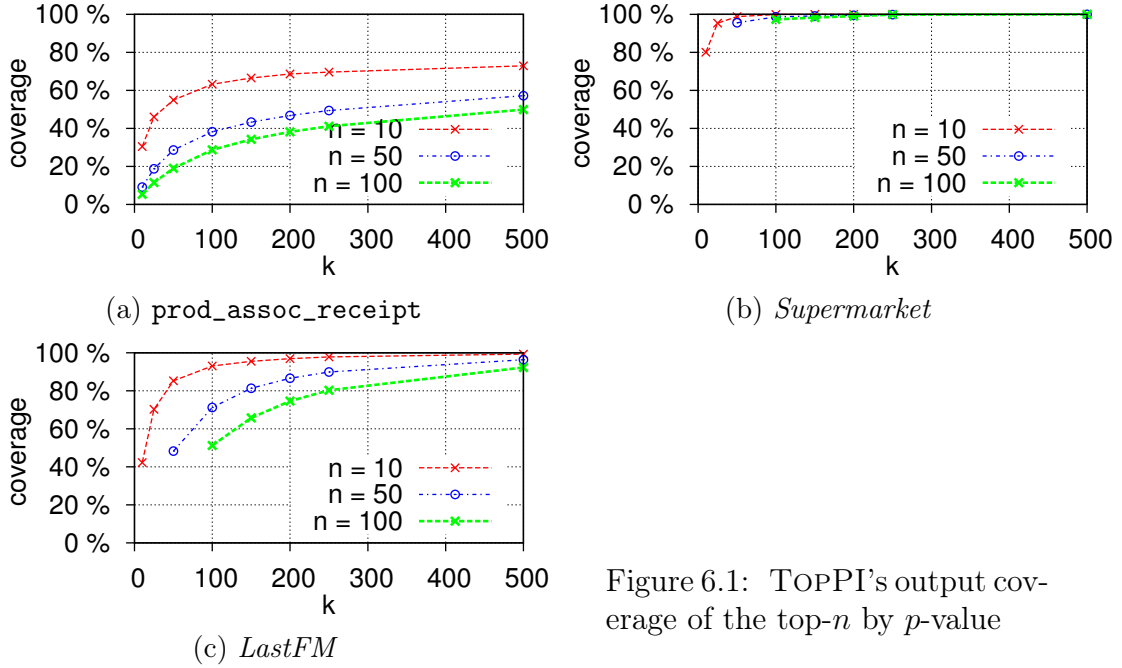 100 %
80 %
60 %
40 %
20 %
0 %
coverage
n = 10
n = 50
n = 100
0 100 200 300 400 500
k
(a) prod_assoc_receipt
100 %
80 %
60 %
40 %
20 %
0 %
coverage
n = 10
n = 50
n = 100
0 100 200 300 400 500
k
(b) Supermarket
100 %
80 %
60 %
40 %
20 %
0 %
coverage
n = 10
n = 50
n = 100
0 100 200 300 400 500
k
(c) LastFM
Figure 6.1: TOPPI's output cov-
erage of the top-n by p-value